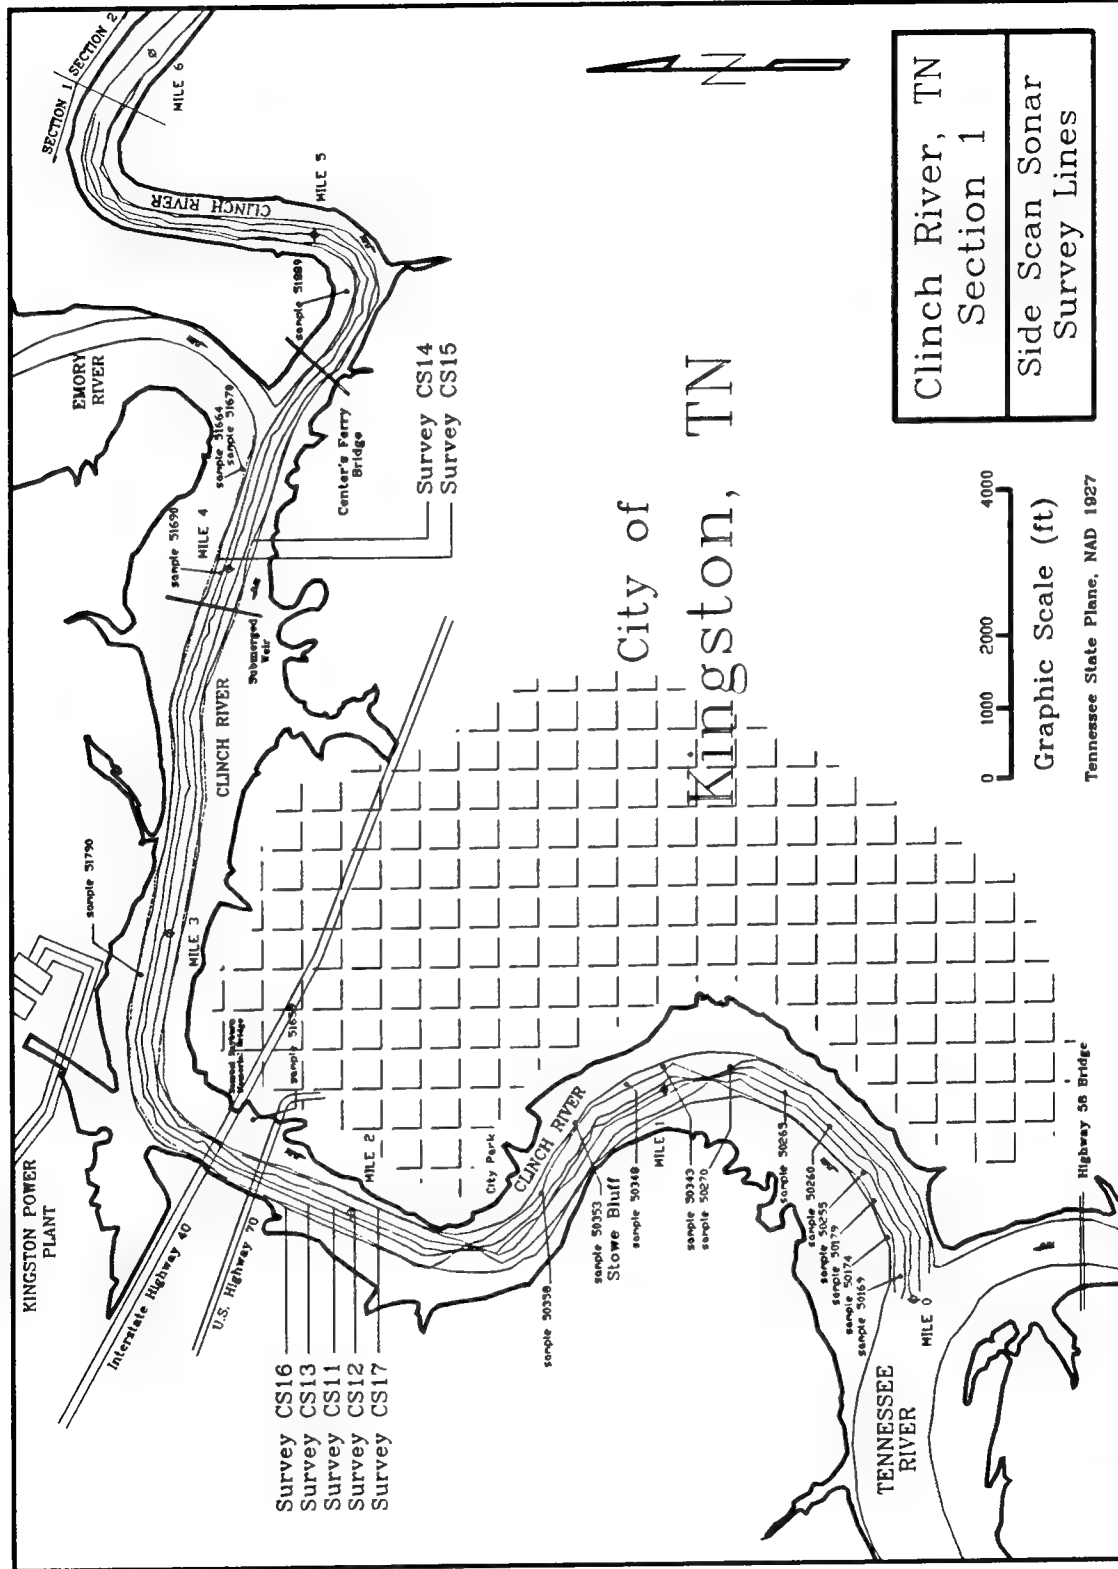 SECTION 1
SECTION 2
MILE 6
CLINCH RIVER
MILE 5
sample 51889
EMORY
RIVER
sample 51664
sample 51670
Center's Ferry
Bridge
Survey CS14
Survey CS15
sample 51690
MILE 4
Submerged
Weir
CLINCH RIVER
sample 51790
MILE 3
KINGSTON POWER
PLANT
Memorial Bridge
Interstate Highway 40
U.S. Highway 70
MILE 2
City Park
Survey CS16
Survey CS13
Survey CS11
Survey CS12
Survey CS17
CLINCH RIVER
sample 50358
sample 50353
Stowe Bluff
sample 50348
MILE 1
sample 50343
sample 50270
sample 50265
sample 50260
sample 50255
sample 50179
sample 50174
sample 50169
MILE 0
TENNESSEE
RIVER
Highway 58 Bridge
City of
Kingston, TN
N
0 1000 2000 4000
Graphic Scale (ft)
Tennessee State Plane, NAD 1927
Clinch River, TN
Section 1
Side Scan Sonar
Survey Lines